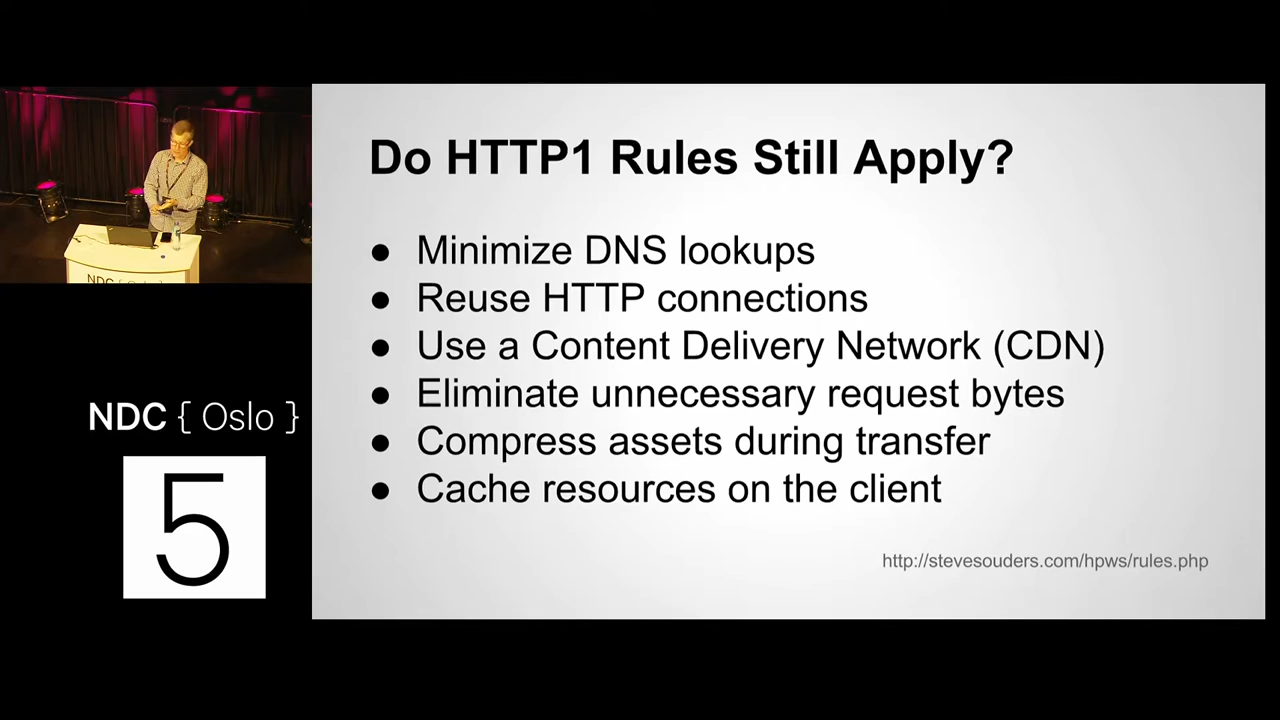 Do HTTP1 Rules Still Apply?
● Minimize DNS lookups
● Reuse HTTP connections
● Use a Content Delivery Network (CDN)
● Eliminate unnecessary request bytes
● Compress assets during transfer
● Cache resources on the client
http://stevesouders.com/hpws/rules.php
NDC { Oslo }
5
NDC { Oslo }